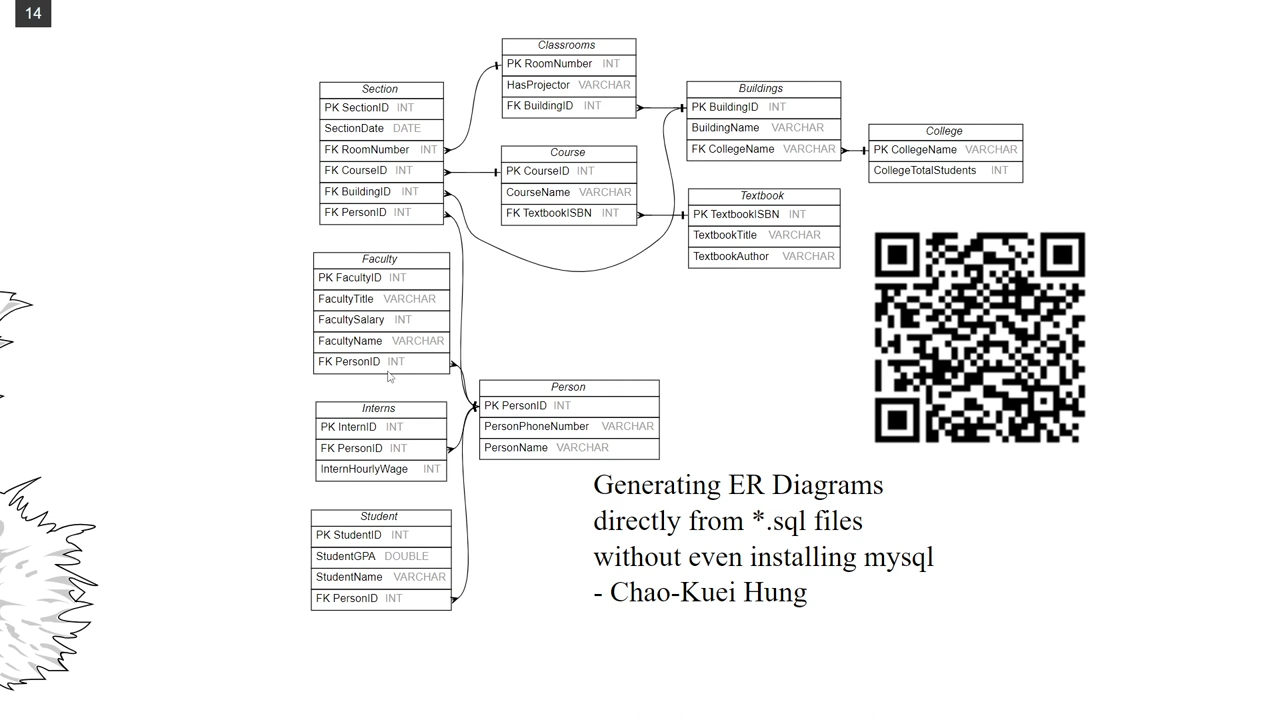 14
Classrooms
PK RoomNumber INT
HasProjector VARCHAR
FK BuildingID INT
Section
PK SectionID INT
SectionDate DATE
FK RoomNumber INT
FK CourseID INT
FK BuildingID INT
FK PersonID INT
Buildings
PK BuildingID INT
BuildingName VARCHAR
FK CollegeName VARCHAR
College
PK CollegeName VARCHAR
CollegeTotalStudents INT
Course
PK CourseID INT
CourseName VARCHAR
FK TextbookISBN INT
Textbook
PK TextbookISBN INT
TextbookTitle VARCHAR
TextbookAuthor VARCHAR
Faculty
PK FacultyID INT
FacultyTitle VARCHAR
FacultySalary INT
FacultyName VARCHAR
FK PersonID INT
Person
PK PersonID INT
PersonPhoneNumber VARCHAR
PersonName VARCHAR
Interns
PK InternID INT
FK PersonID INT
InternHourlyWage INT
Student
PK StudentID INT
StudentGPA DOUBLE
StudentName VARCHAR
FK PersonID INT
Generating ER Diagrams
directly from *.sql files
without even installing mysql
- Chao-Kuei Hung